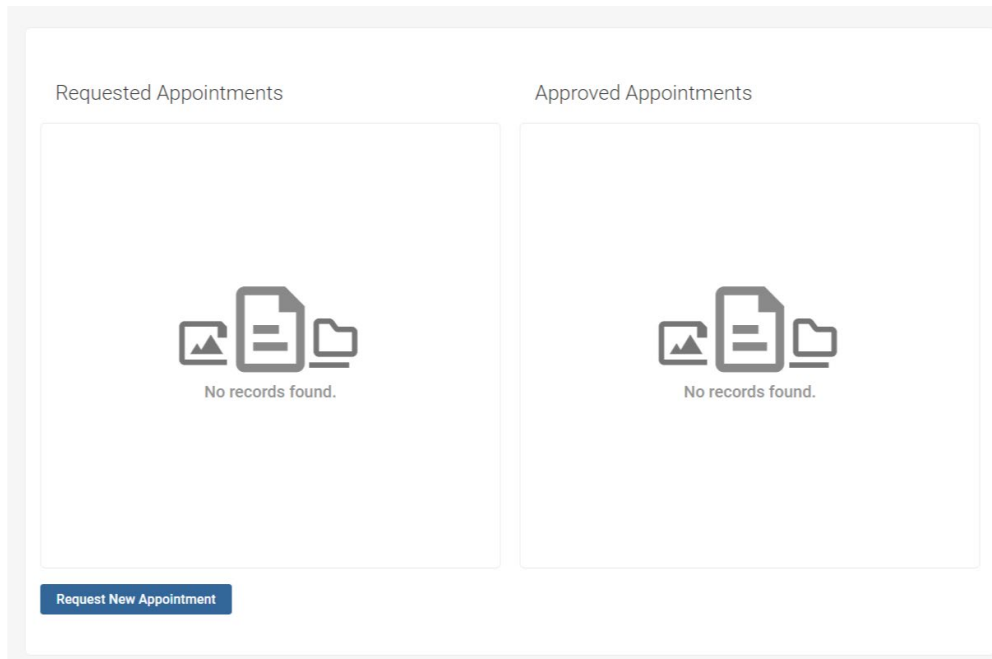 Requested Appointments
Approved Appointments
No records found.
No records found.
Request New Appointment